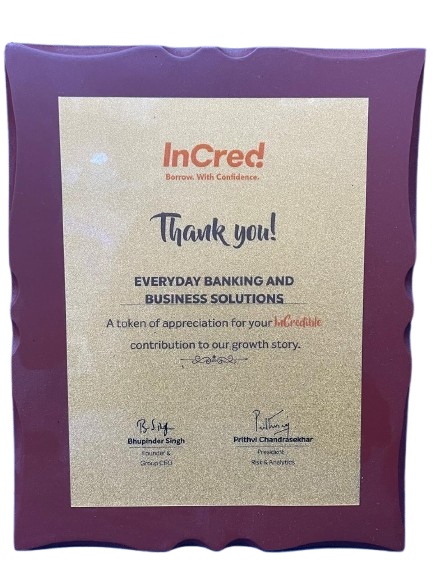 InCred
Borrow. With Confidence.
Thank you!
EVERYDAY BANKING AND
BUSINESS SOLUTIONS
A token of appreciation for your InCredible
contribution to our growth story.
B. Singh
Bhupinder Singh
Founder &
Group CEO
Prithvi Chandrasekhar
President
Risk & Analytics